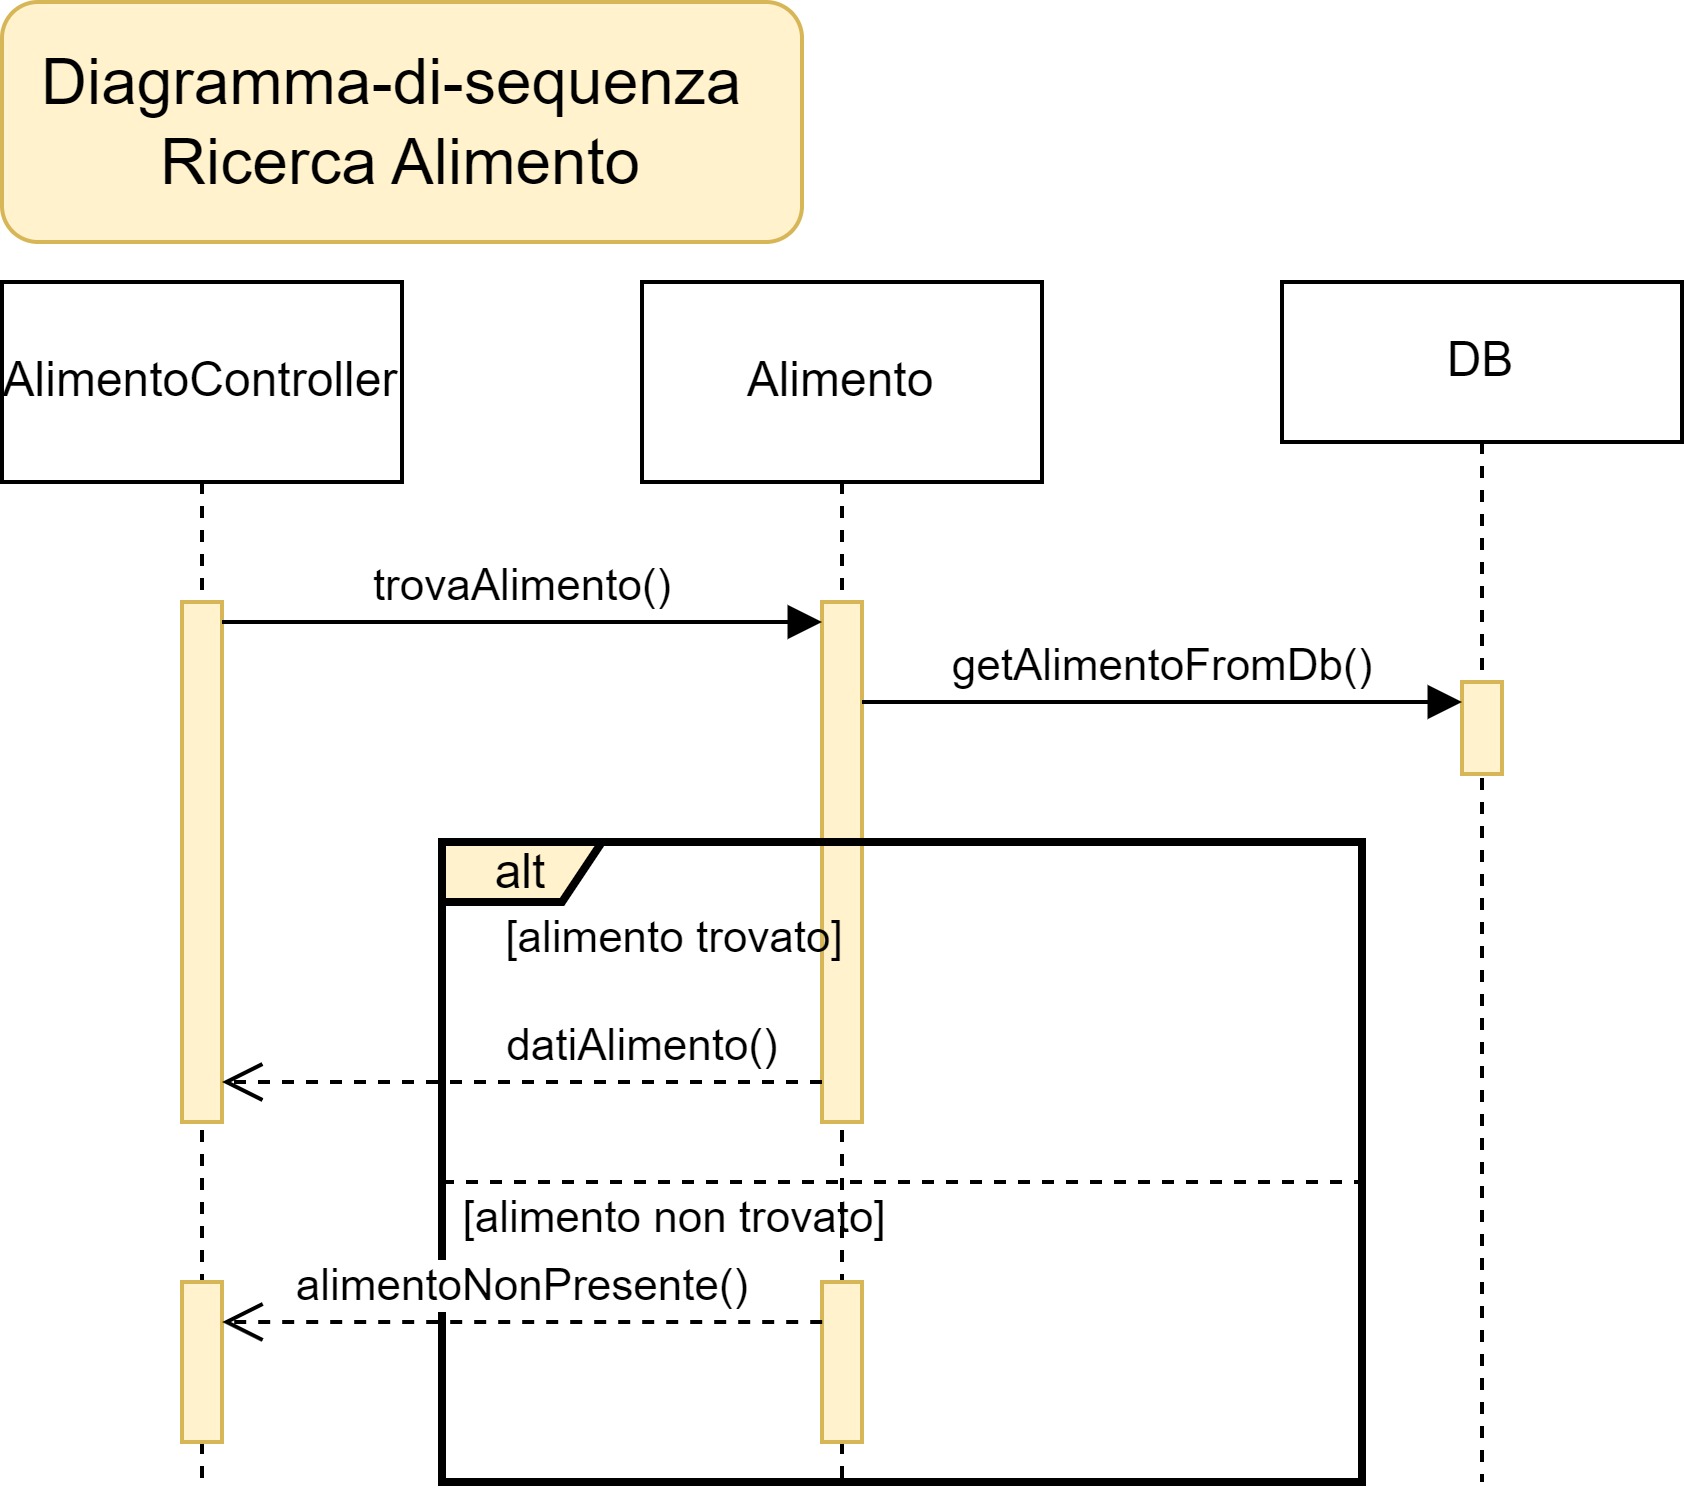 Diagramma-di-sequenza
Ricerca Alimento
AlimentoController
Alimento
DB
trovaAlimento()
getAlimentoFromDb()
alt
[alimento trovato]
datiAlimento()
[alimento non trovato]
alimentoNonPresente()